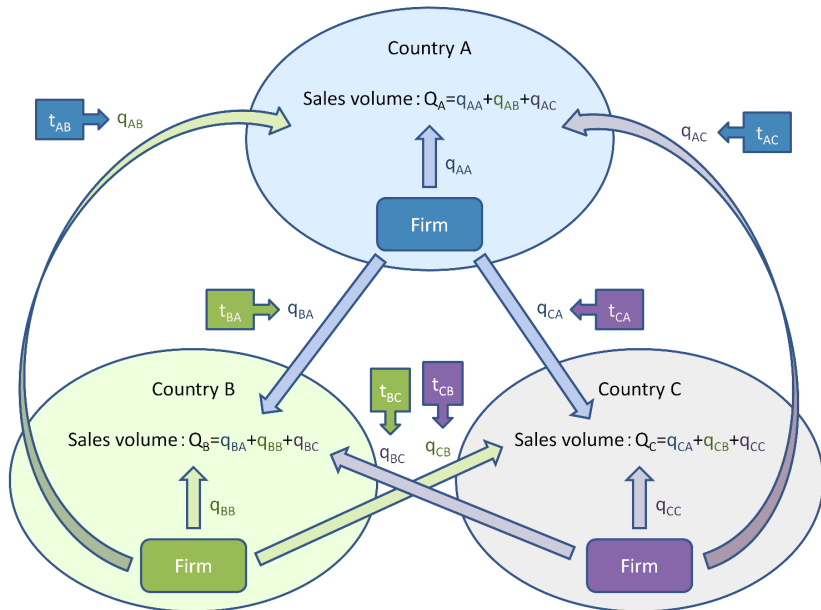 Country A
Sales volume: Q_A=q_AA+q_AB+q_AC
t_AB
q_AB
q_AC
t_AC
q_AA
Firm
t_BA
q_BA
q_CA
t_CA
Country B
t_BC
t_CB
Country C
Sales volume: Q_B=q_BA+q_BB+q_BC
q_BC
q_CB
Sales volume: Q_C=q_CA+q_CB+q_CC
q_BB
q_CC
Firm
Firm